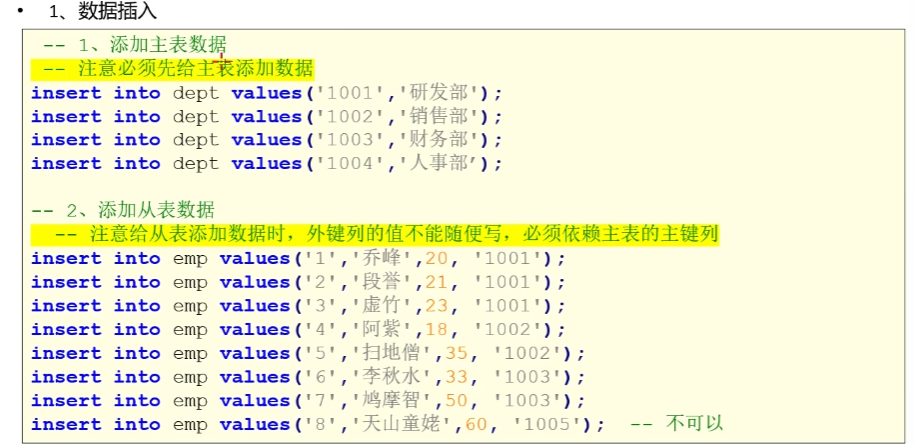 • 1、数据插入
-- 1、添加主表数据
-- 注意必须先给主表添加数据
insert into dept values('1001','研发部');
insert into dept values('1002','销售部');
insert into dept values('1003','财务部');
insert into dept values('1004','人事部’);
-- 2、添加从表数据
-- 注意给从表添加数据时，外键列的值不能随便写，必须依赖主表的主键列
insert into emp values('1','乔峰',20, '1001');
insert into emp values('2','段誉',21, '1001');
insert into emp values('3','虚竹',23, '1001');
insert into emp values('4','阿紫',18, '1002');
insert into emp values('5','扫地僧',35, '1002');
insert into emp values('6','李秋水',33, '1003');
insert into emp values('7','鸠摩智',50, '1003');
insert into emp values('8','天山童姥',60, '1005'); -- 不可以